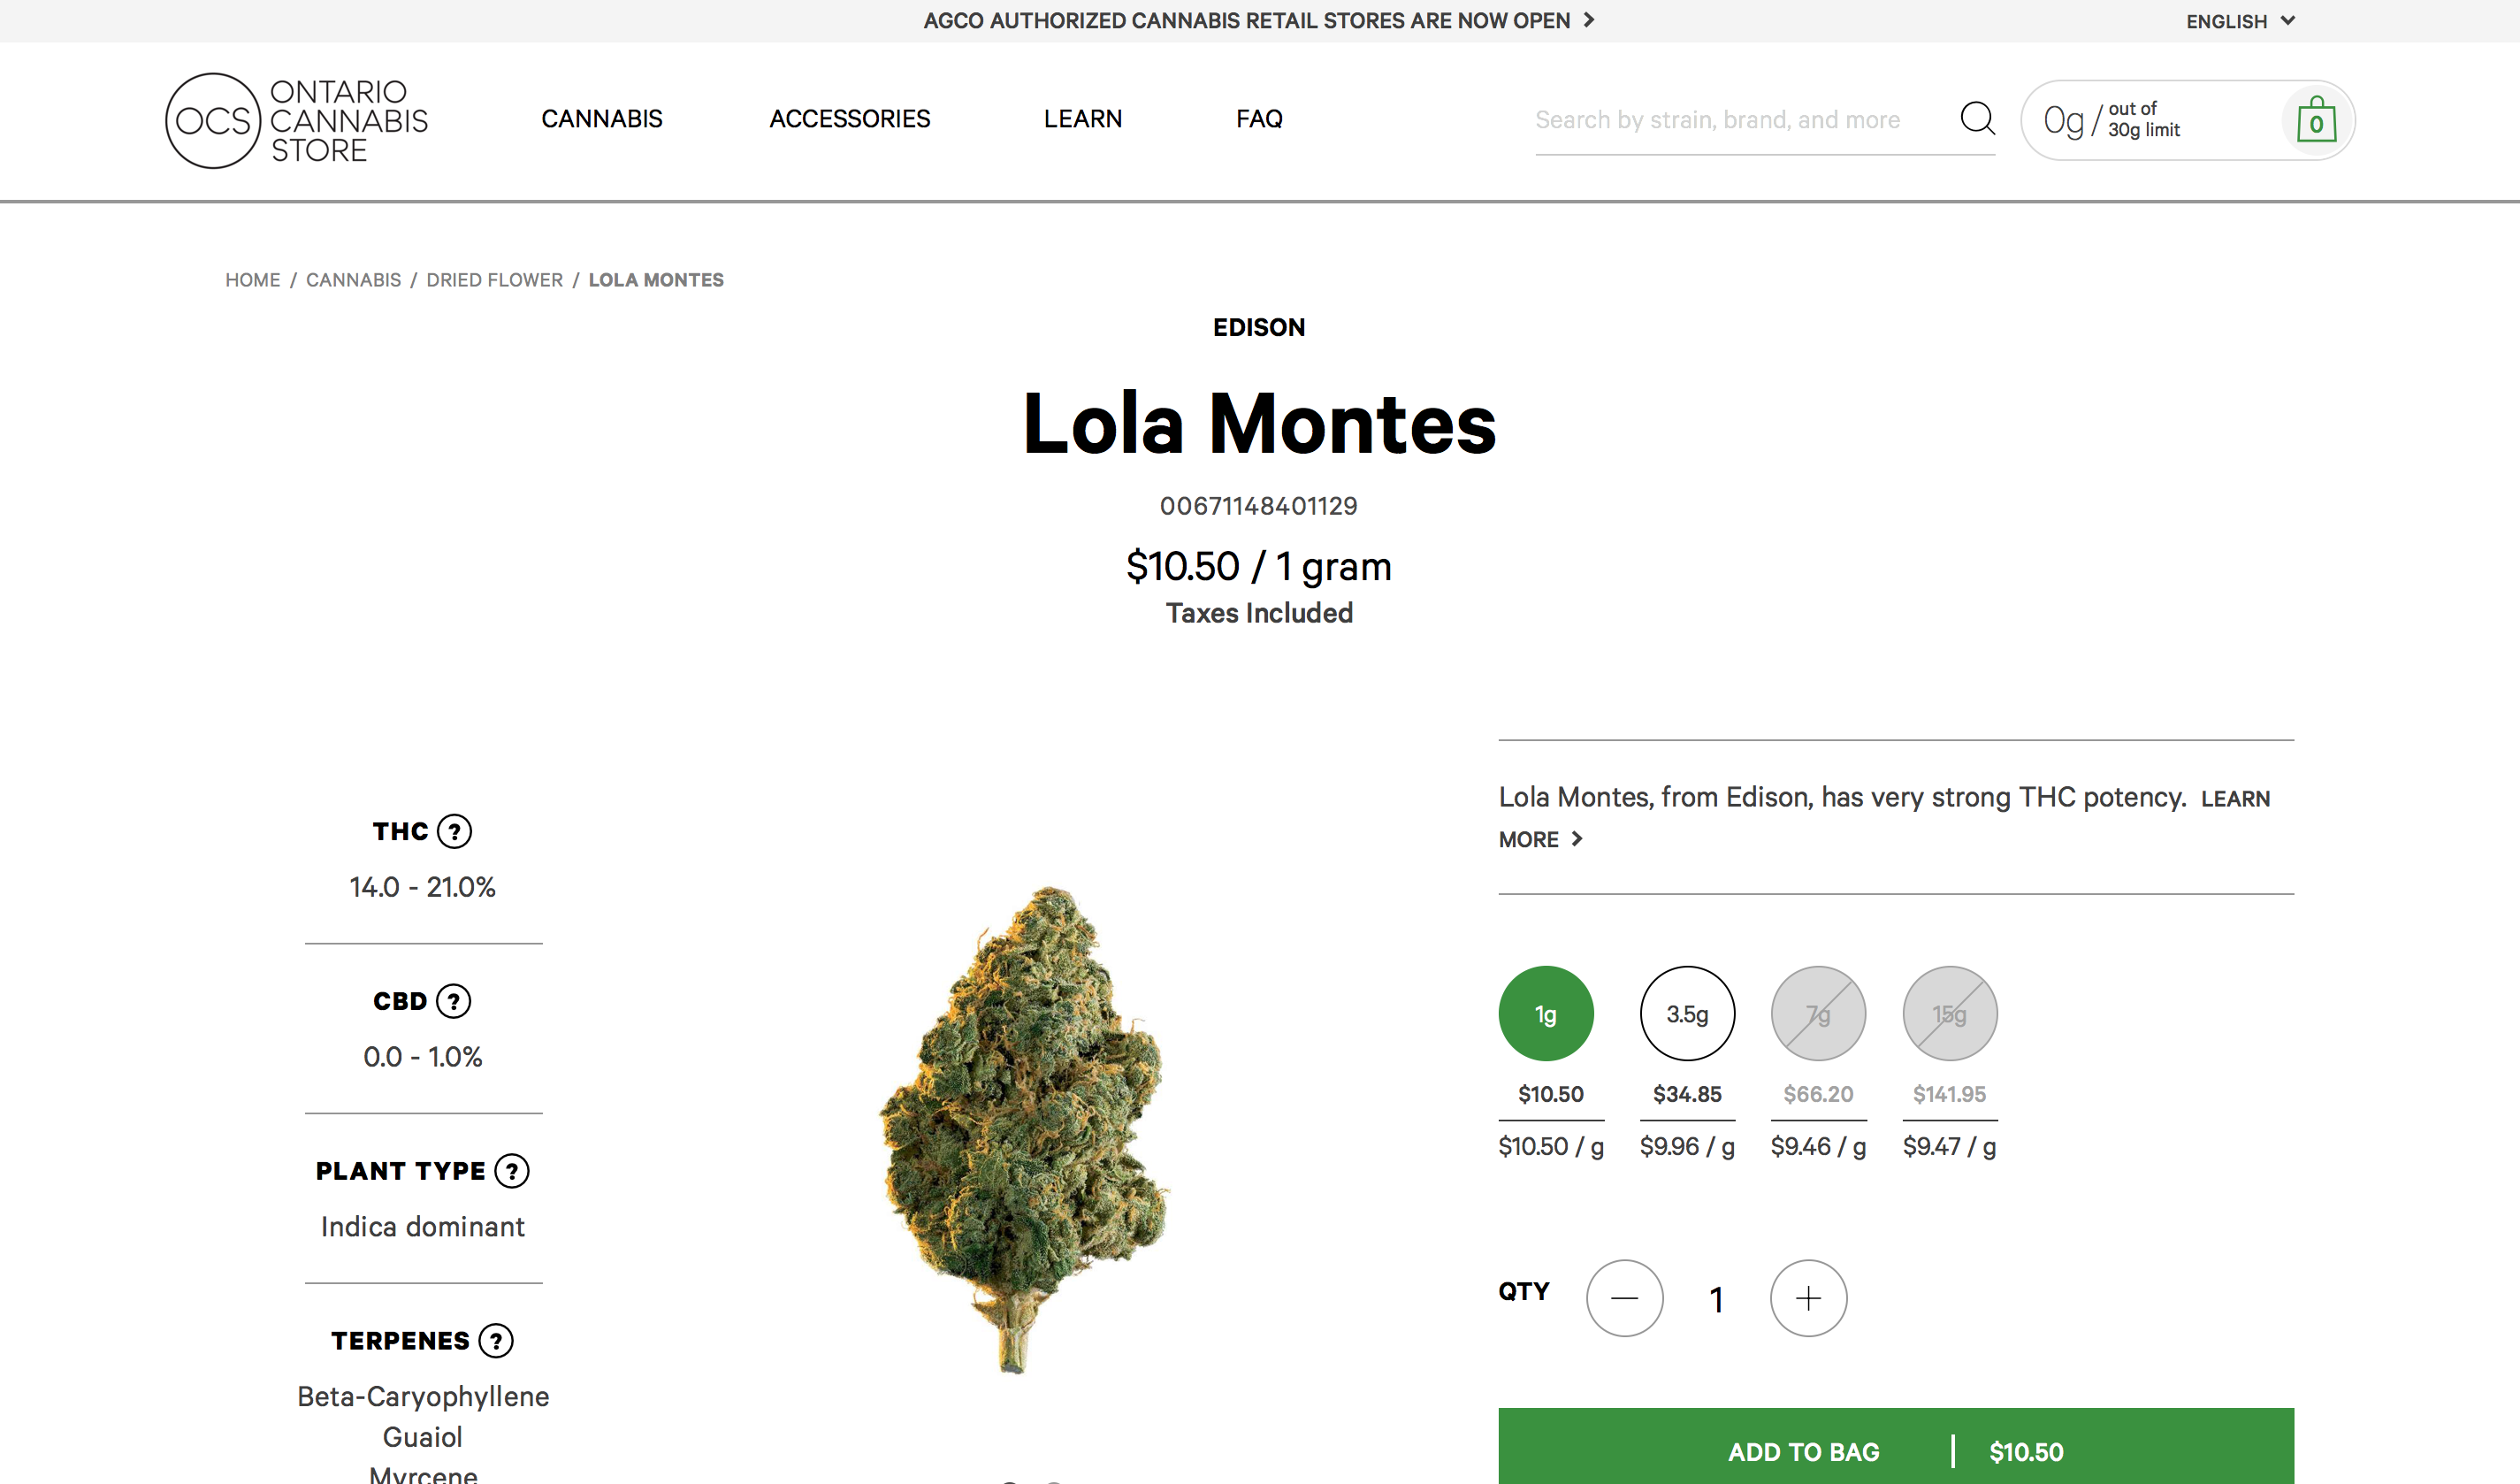 AGCO AUTHORIZED CANNABIS RETAIL STORES ARE NOW OPEN
ENGLISH
OCS
ONTARIO
CANNABIS
STORE
CANNABIS
ACCESSORIES
LEARN
FAQ
Search by strain, brand, and more
0g / out of
30g limit
0
HOME / CANNABIS / DRIED FLOWER / LOLA MONTES
EDISON
Lola Montes
00671148401129
$10.50 / 1 gram
Taxes Included
THC ?
14.0 - 21.0%
CBD ?
0.0 - 1.0%
PLANT TYPE ?
Indica dominant
TERPENES ?
Beta-Caryophyllene
Guaiol
Myrcene
Lola Montes, from Edison, has very strong THC potency. LEARN
MORE
1g 3.5g 7g 15g
$10.50 $34.85 $66.20 $141.95
$10.50 / g $9.96 / g $9.46 / g $9.47 / g
QTY 1
ADD TO BAG | $10.50